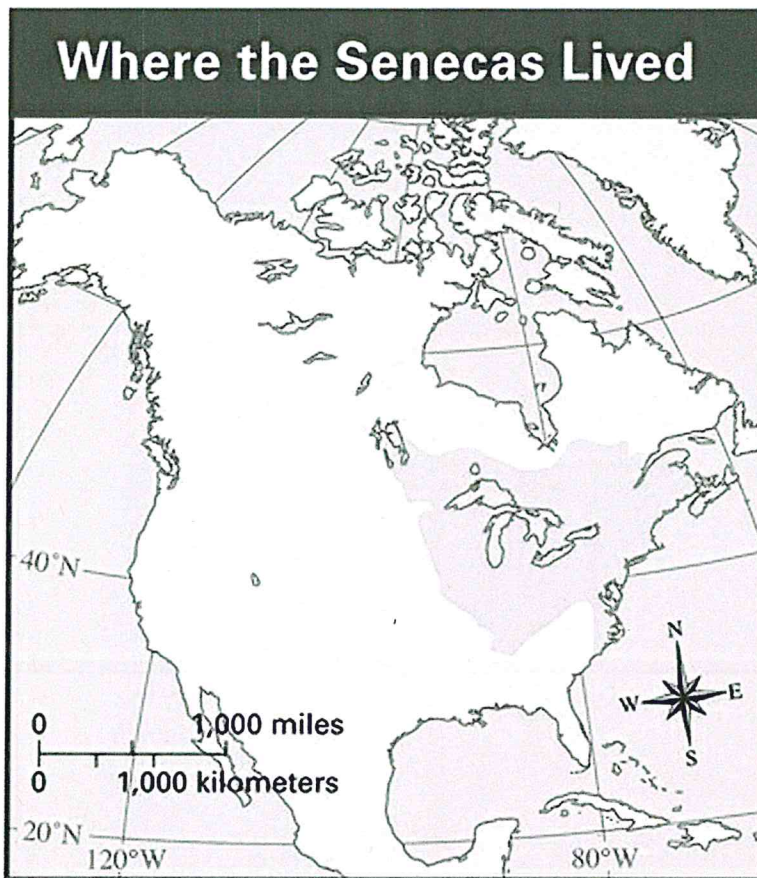 Where the Senecas Lived
40°N
N
W
E
S
0
1,000 miles
0
1,000 kilometers
20°N
120°W
80°W